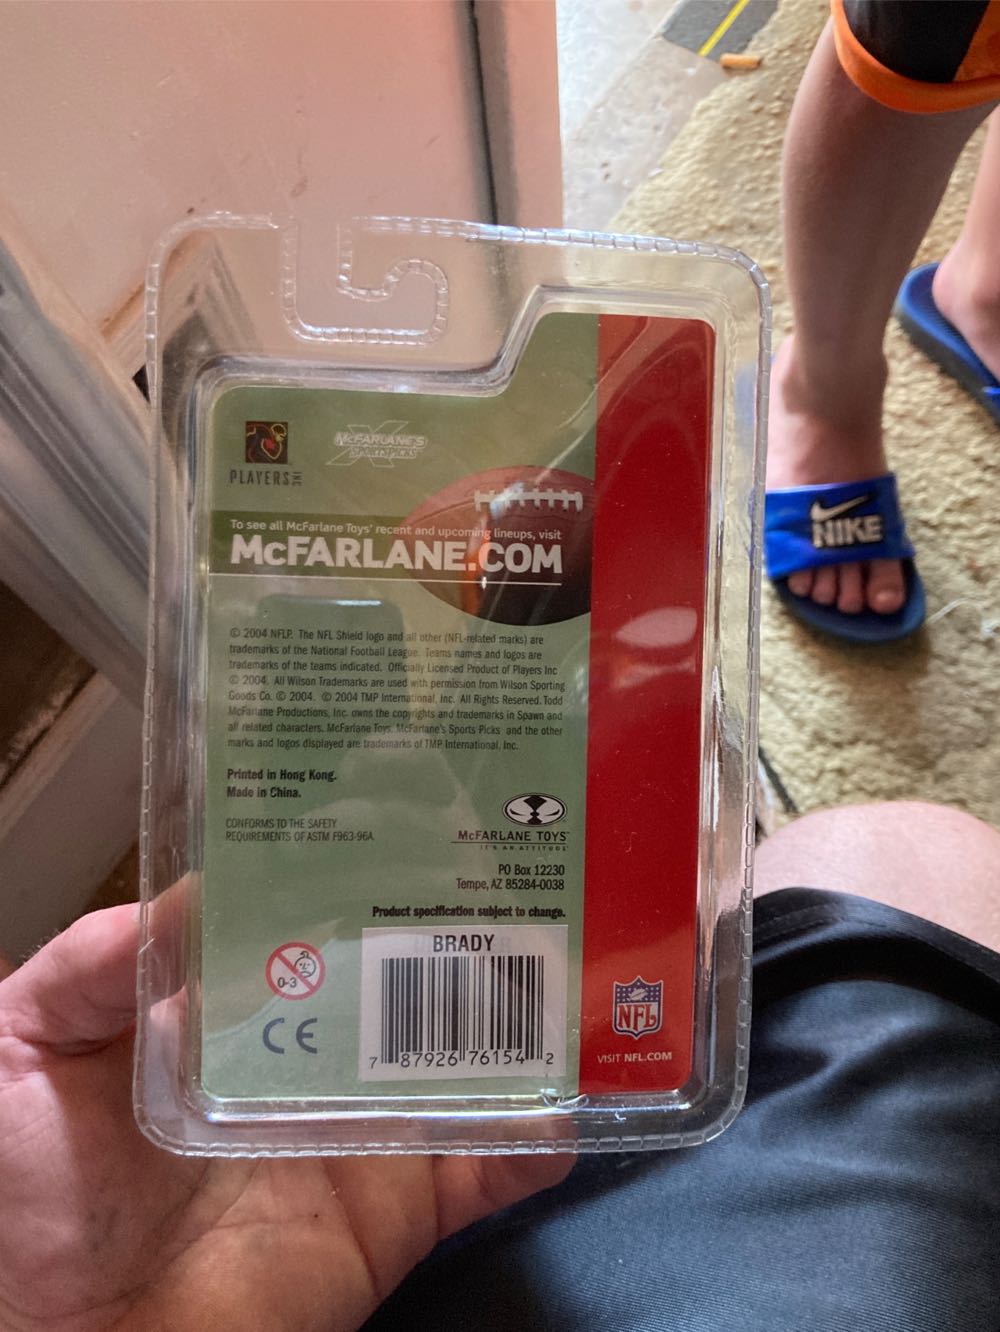 PLAYERS INC
McFARLANE'S
SPORTSPICKS
To see all McFarlane Toys' recent and upcoming lineups, visit
McFARLANE.COM
© 2004 NFLP. The NFL Shield logo and all other (NFL-related marks) are
trademarks of the National Football League. Teams names and logos are
trademarks of the teams indicated. Officially Licensed Product of Players Inc
© 2004. All Wilson Trademarks are used with permission from Wilson Sporting
Goods Co. © 2004. © 2004 TMP International, Inc. All Rights Reserved. Todd
McFarlane Productions, Inc. owns the copyrights and trademarks in Spawn and
all related characters. McFarlane Toys, McFarlane's Sports Picks and the other
marks and logos displayed are trademarks of TMP International, Inc.
Printed in Hong Kong.
Made in China.
CONFORMS TO THE SAFETY
REQUIREMENTS OF ASTM F963-96A.
McFARLANE TOYS™
IT'S AN ATTITUDE
PO Box 12230
Tempe, AZ 85284-0038
Product specification subject to change.
0-3
CE
BRADY
7 87926 76154 2
NFL
VISIT NFL.COM
NIKE